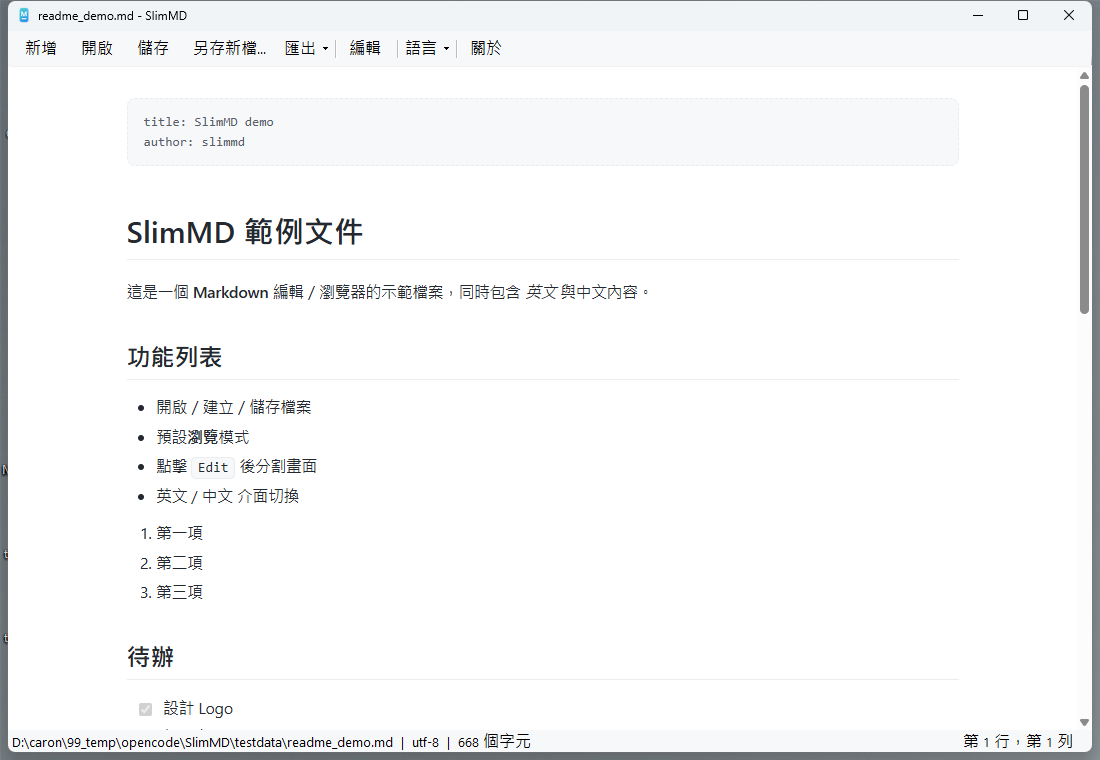 readme_demo.md - SlimMD
新增 開啟 儲存 另存新檔... 匯出 編輯 語言 關於
title: SlimMD demo
author: slimmd
SlimMD 範例文件
這是一個 Markdown 編輯 / 瀏覽器的示範檔案，同時包含 英文 與中文內容。
功能列表
• 開啟 / 建立 / 儲存檔案
• 預設瀏覽模式
• 點擊 Edit 後分割畫面
• 英文 / 中文 介面切換
1. 第一項
2. 第二項
3. 第三項
待辦
設計 Logo
D:\caron\99_temp\opencode\SlimMD\testdata\readme_demo.md | utf-8 | 668 個字元 第 1 行，第 1 列